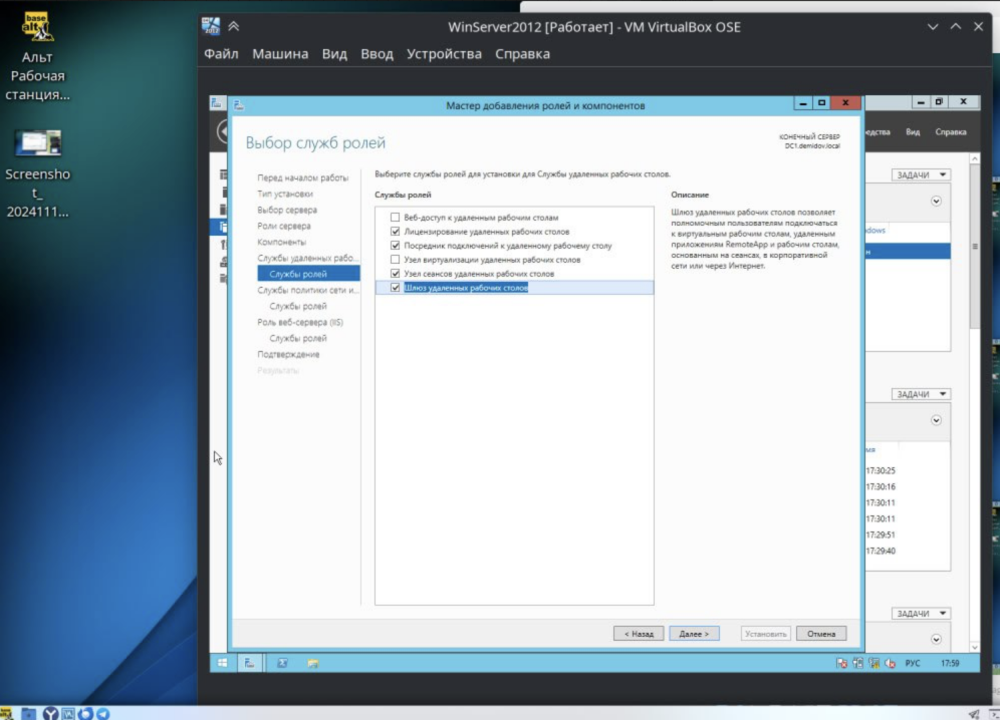 base
alt
Альт
Рабочая
станция...
Screensho
t_
2024111...
2012
WinServer2012 [Работает] - VM VirtualBox OSE
Файл Машина Вид Ввод Устройства Справка
Мастер добавления ролей и компонентов
Выбор служб ролей
КОНЕЧНЫЙ СЕРВЕР
DC1.demidov.local
едства Вид Справка
Перед началом работы
Тип установки
Выбор сервера
Роли сервера
Компоненты
Службы удаленных рабо...
Службы ролей
Службы политики сети и...
Службы ролей
Роль веб-сервера (IIS)
Службы ролей
Подтверждение
Результаты
Выберите службы ролей для установки для Службы удаленных рабочих столов.
Службы ролей
Веб-доступ к удаленным рабочим столам
Лицензирование удаленных рабочих столов
Посредник подключений к удаленному рабочему столу
Узел виртуализации удаленных рабочих столов
Узел сеансов удаленных рабочих столов
Шлюз удаленных рабочих столов
Описание
Шлюз удаленных рабочих столов позволяет
полномочным пользователям подключаться
к виртуальным рабочим столам, удаленным
приложениям RemoteApp и рабочим столам,
основанным на сеансах, в корпоративной
сети или через Интернет.
ЗАДАЧИ
dows
н
ЗАДАЧИ
мя
17:30:25
17:30:16
17:30:11
17:30:11
17:29:51
17:29:40
ЗАДАЧИ
< Назад
Далее >
Установить
Отмена
РУС 17:59